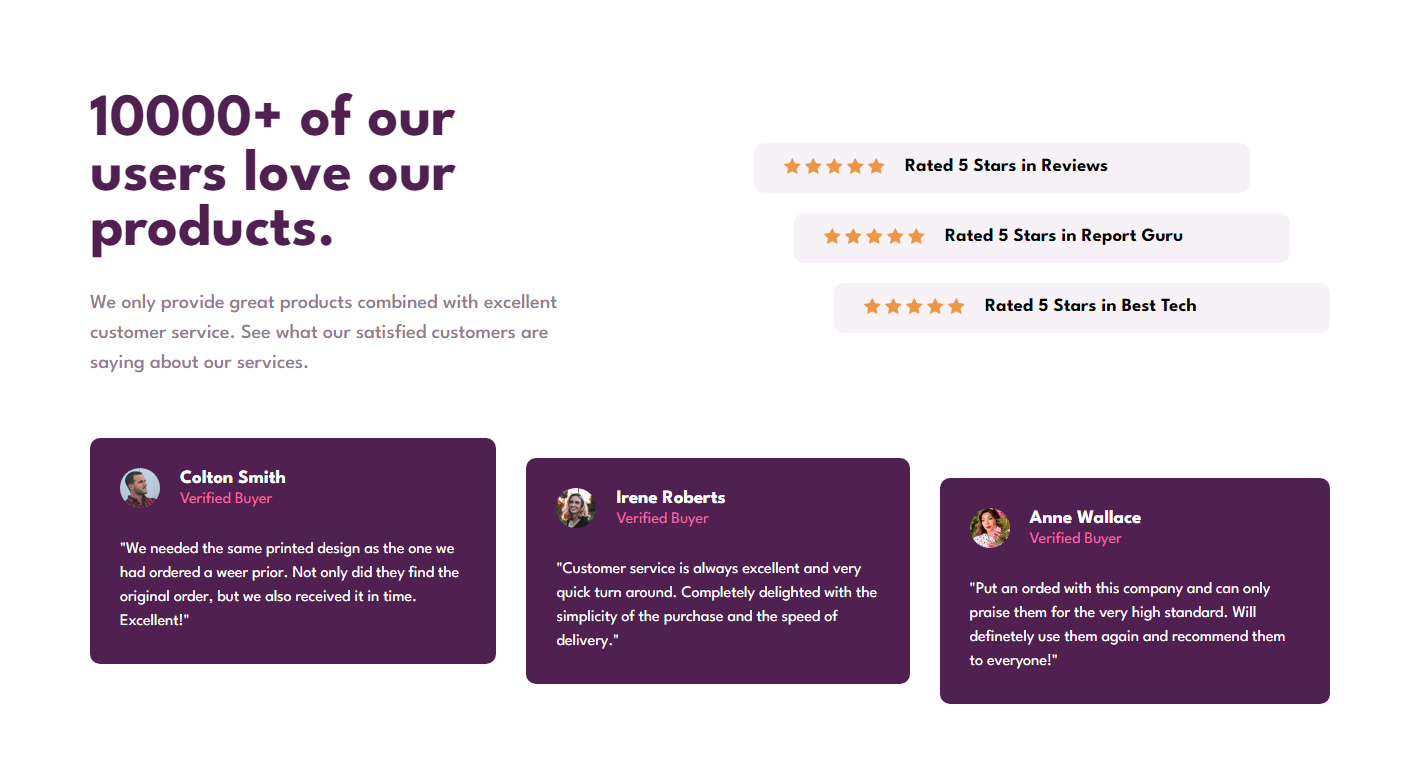 10000+ of our
users love our
products.
We only provide great products combined with excellent
customer service. See what our satisfied customers are
saying about our services.
Rated 5 Stars in Reviews
Rated 5 Stars in Report Guru
Rated 5 Stars in Best Tech
Colton Smith
Verified Buyer
"We needed the same printed design as the one we
had ordered a weer prior. Not only did they find the
original order, but we also received it in time.
Excellent!"
Irene Roberts
Verified Buyer
"Customer service is always excellent and very
quick turn around. Completely delighted with the
simplicity of the purchase and the speed of
delivery."
Anne Wallace
Verified Buyer
"Put an orded with this company and can only
praise them for the very high standard. Will
definetely use them again and recommend them
to everyone!"